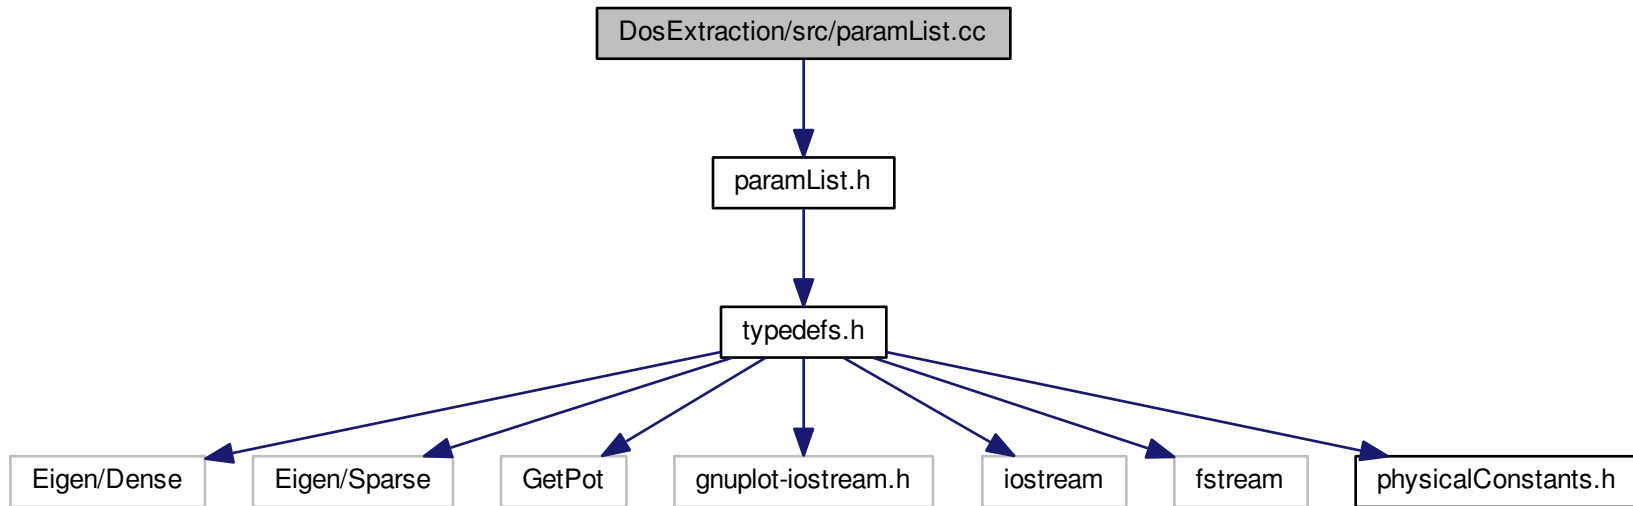 DosExtraction/src/paramList.cc
paramList.h
typedefs.h
Eigen/Dense
Eigen/Sparse
GetPot
gnuplot-iostream.h
iostream
fstream
physicalConstants.h